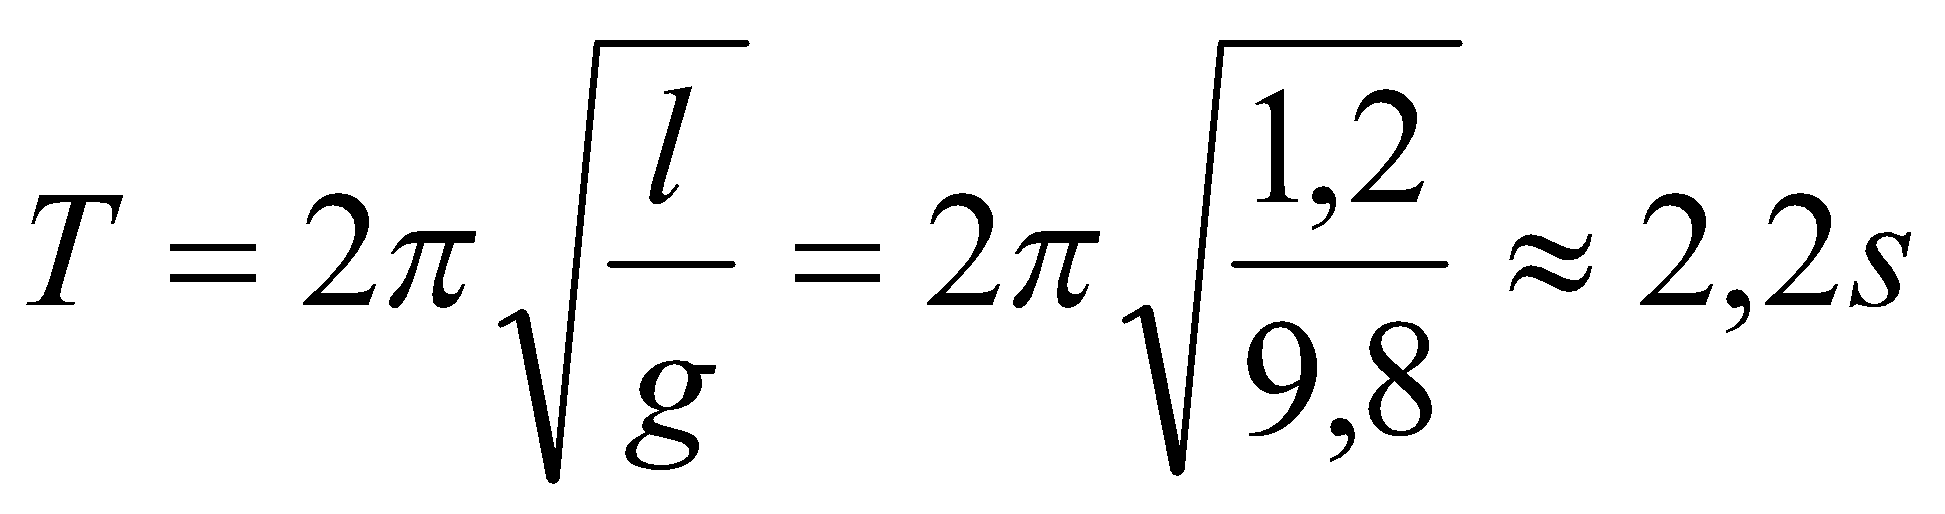 T = 2π√(l/g) = 2π√(1,2/9,8) ≈ 2,2s